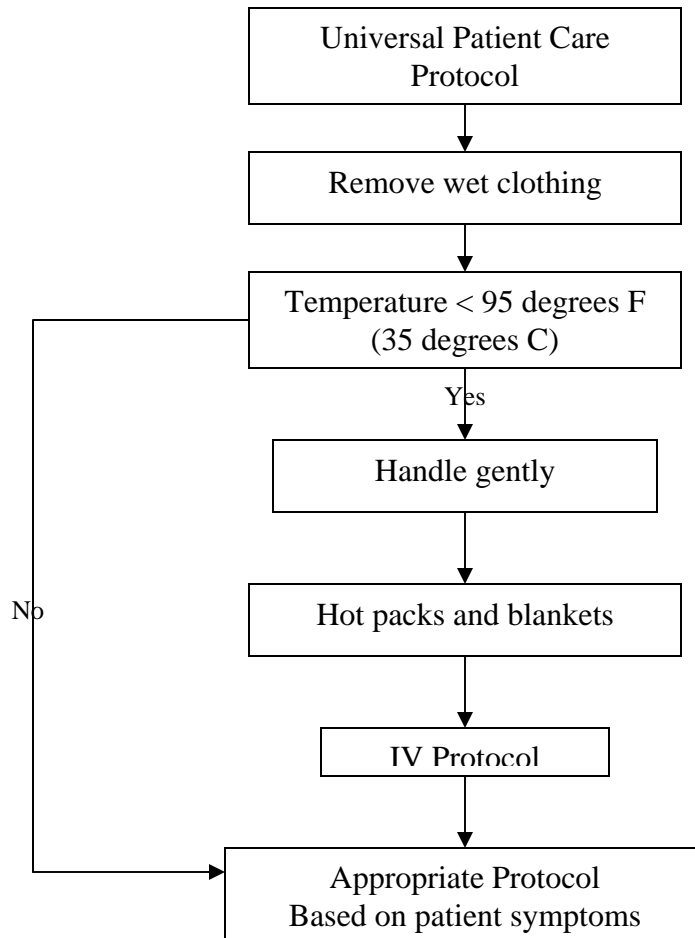 Universal Patient Care
Protocol
Remove wet clothing
Temperature < 95 degrees F
(35 degrees C)
Yes
Handle gently
No
Hot packs and blankets
IV Protocol
Appropriate Protocol
Based on patient symptoms